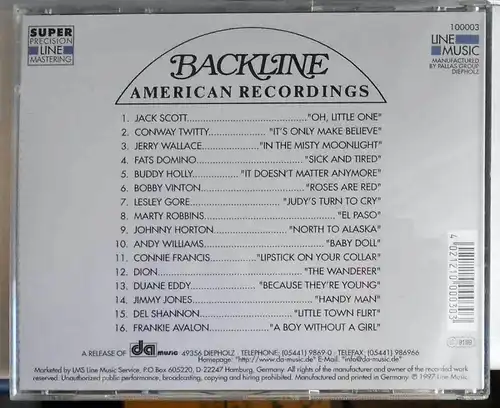 SUPER
PRECISION
LINE
MASTERING
100003
LINE
MUSIC
MANUFACTURED
BY PALLAS GROUP
DIEPHOLZ
BACKLINE
AMERICAN RECORDINGS
1. JACK SCOTT....................................."OH, LITTLE ONE"
2. CONWAY TWITTY................... "IT'S ONLY MAKE BELIEVE"
3. JERRY WALLACE............... "IN THE MISTY MOONLIGHT"
4. FATS DOMINO................................"SICK AND TIRED"
5. BUDDY HOLLY......... "IT DOESN'T MATTER ANYMORE"
6. BOBBY VINTON............................"ROSES ARE RED"
7. LESLEY GORE.......................... "JUDY'S TURN TO CRY"
8. MARTY ROBBINS......................................... "EL PASO"
9. JOHNNY HORTON...................."NORTH TO ALASKA"
10. ANDY WILLIAMS...................................."BABY DOLL"
11. CONNIE FRANCIS............"LIPSTICK ON YOUR COLLAR"
12. DION............................................"THE WANDERER"
13. DUANE EDDY......................"BECAUSE THEY'RE YOUNG"
14. JIMMY JONES................................... "HANDY MAN"
15. DEL SHANNON............................"LITTLE TOWN FLIRT"
16. FRANKIE AVALON................"A BOY WITHOUT A GIRL"
4 021210 000303
A RELEASE OF da music 49356 DIEPHOLZ . TELEPHONE: (05441) 9869-0 . TELEFAX: (05441) 986966
Homepage: "http://www.da-music.de" E-Mail: "info@da-music.de"
Marketed by LMS Line Music Service, P.O Box 605220, D-22247 Hamburg, Germany. All rights of the manufacturer and owner of the recorded work reserved.
Unauthorized public performance, broadcasting, copying and hiring prohibited. Manufactured and printed in Germany. ℗ 1997 Line Music.